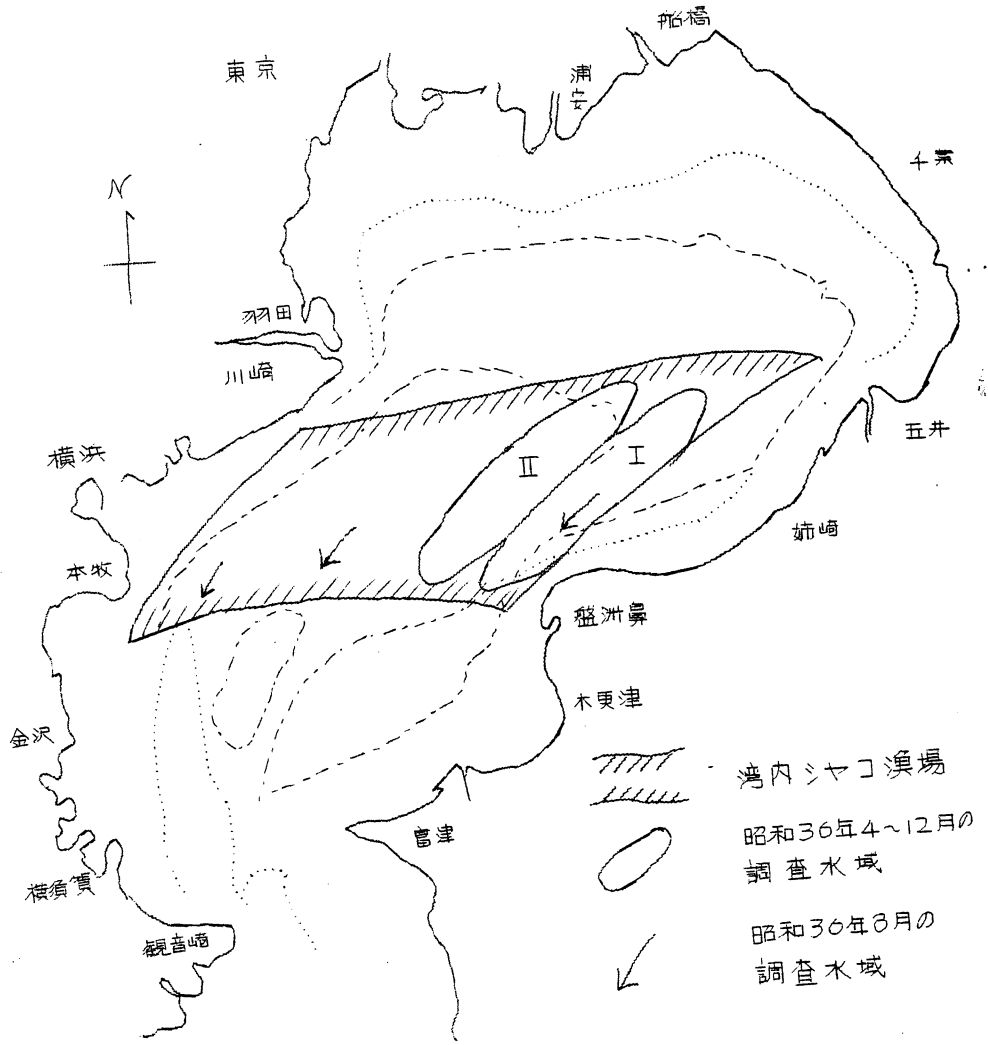 船橋
東京
浦安
千葉
N
羽田
川崎
五井
横浜
II
I
姉崎
本牧
盤洲鼻
木更津
金沢
湾内シャコ漁場
富津
昭和36年4~12月の
調査水域
横須賀
観音崎
昭和36年8月の
調査水域